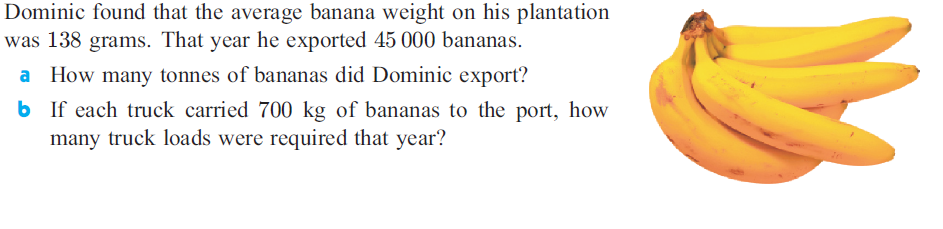 Dominic found that the average banana weight on his plantation
was 138 grams. That year he exported 45 000 bananas.
a How many tonnes of bananas did Dominic export?
b If each truck carried 700 kg of bananas to the port, how
many truck loads were required that year?